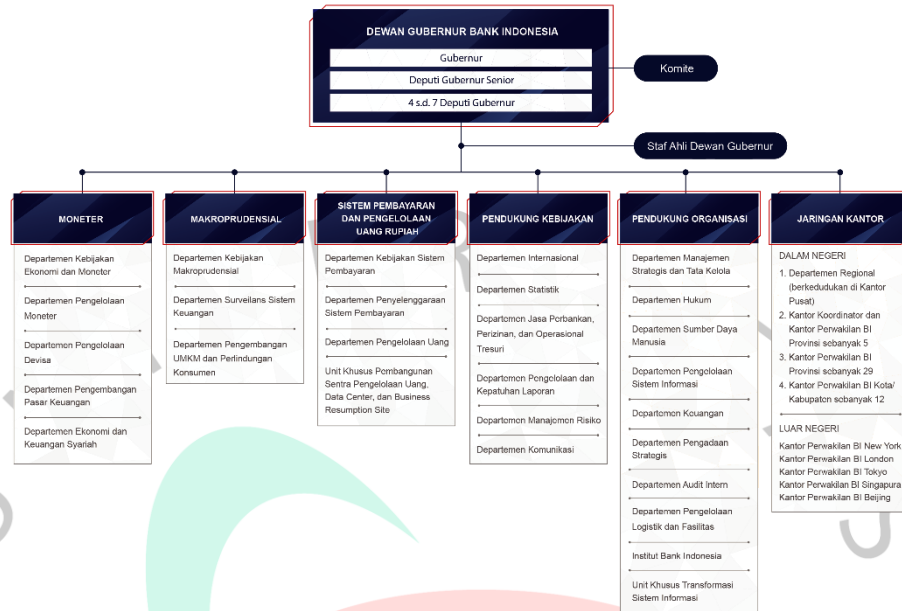 DEWAN GUBERNUR BANK INDONESIA
Gubernur
Deputi Gubernur Senior
4 s.d. 7 Deputi Gubernur
Komite
Staf Ahli Dewan Gubernur
MONETER
Departemen Kebijakan
Ekonomi dan Moneter
Departemen Pengelolaan
Moneter
Departemen Pengelolaan
Devisa
Departemen Pengembangan
Pasar Keuangan
Departemen Ekonomi dan
Keuangan Syariah
MAKROPRUDENSIAL
Departemen Kebijakan
Makroprudensial
Departemen Surveilans Sistem
Keuangan
Departemen Pengembangan
UMKM dan Perlindungan
Konsumen
SISTEM PEMBAYARAN
DAN PENGELOLAAN
UANG RUPIAH
Departemen Kebijakan Sistem
Pembayaran
Departemen Penyelenggaraan
Sistem Pembayaran
Departemen Pengelolaan Uang
Unit Khusus Pembangunan
Sentra Pengelolaan Uang,
Data Center, dan Business
Resumption Site
PENDUKUNG KEBIJAKAN
Departemen Internasional
Departemen Statistik
Departemen Jasa Perbankan,
Perizinan, dan Operasional
Tresuri
Departemen Pengelolaan dan
Kepatuhan Laporan
Departemen Manajemen Risiko
Departemen Komunikasi
PENDUKUNG ORGANISASI
Departemen Manajemen
Strategis dan Tata Kelola
Departemen Hukum
Departemen Sumber Daya
Manusia
Departemen Pengelolaan
Sistem Informasi
Departemen Keuangan
Departemen Pengadaan
Strategis
Departemen Audit Intern
Departemen Pengelolaan
Logistik dan Fasilitas
Institut Bank Indonesia
Unit Khusus Transformasi
Sistem Informasi
JARINGAN KANTOR
DALAM NEGERI
1. Departemen Regional
(berkedudukan di Kantor
Pusat)
2. Kantor Koordinator dan
Kantor Perwakilan BI
Provinsi sebanyak 5
3. Kantor Perwakilan BI
Provinsi sebanyak 29
4. Kantor Perwakilan BI Kota/
Kabupaten sebanyak 12
LUAR NEGERI
Kantor Perwakilan BI New York
Kantor Perwakilan BI London
Kantor Perwakilan BI Tokyo
Kantor Perwakilan BI Singapura
Kantor Perwakilan BI Beijing